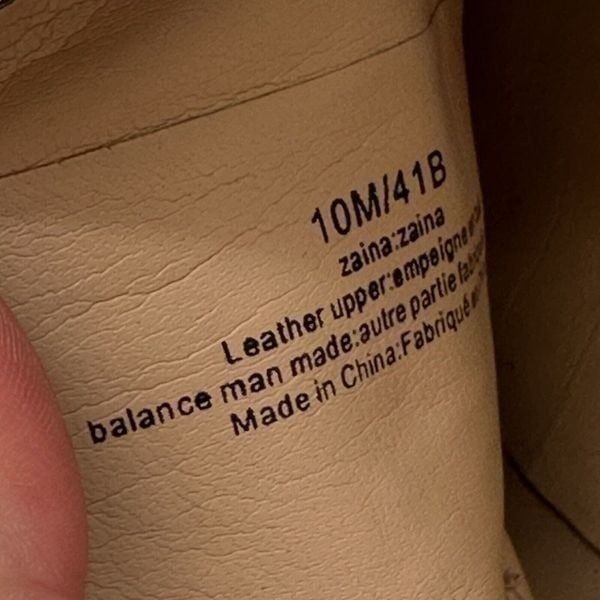 10M/41B
zaina:zaina
Leather upper:empeigne
balance man made:autre partie
Made in China:Fabriqué